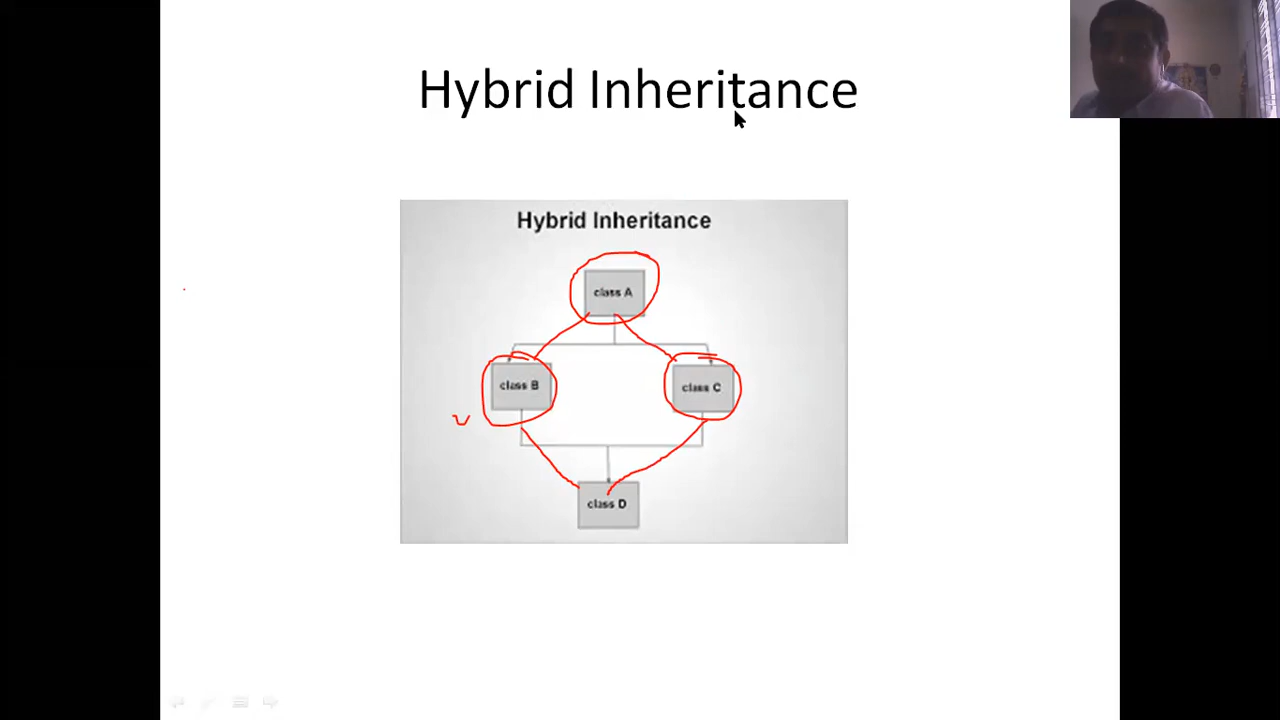 Hybrid Inheritance
Hybrid Inheritance
class A
class B
class C
class D